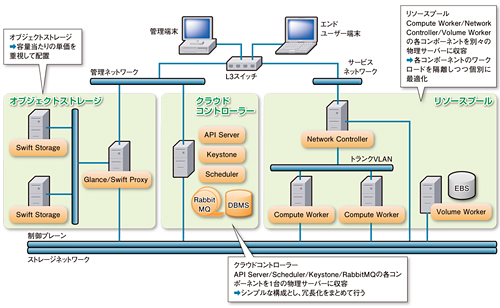 オブジェクトストレージ
➡容量当たりの単価を
重視して配置
管理端末
エンド
ユーザー端末
L3スイッチ
管理ネットワーク
サービス
ネットワーク
リソースプール
Compute Worker/Network
Controller/Volume Worker
の各コンポーネントを別々の
物理サーバーに収容
➡各コンポーネントのワーク
ロードを隔離しつつ個別に
最適化
オブジェクトストレージ
Swift Storage
Glance/Swift Proxy
Swift Storage
クラウド
コントローラー
API Server
Keystone
Scheduler
Rabbit
MQ
DBMS
リソースプール
Network Controller
トランクVLAN
Compute Worker
Compute Worker
EBS
Volume Worker
制御プレーン
ストレージネットワーク
クラウドコントローラー
API Server/Scheduler/Keystone/RabbitMQの各コン
ポーネントを1台の物理サーバーに収容
➡シンプルな構成とし、冗長化をまとめて行う